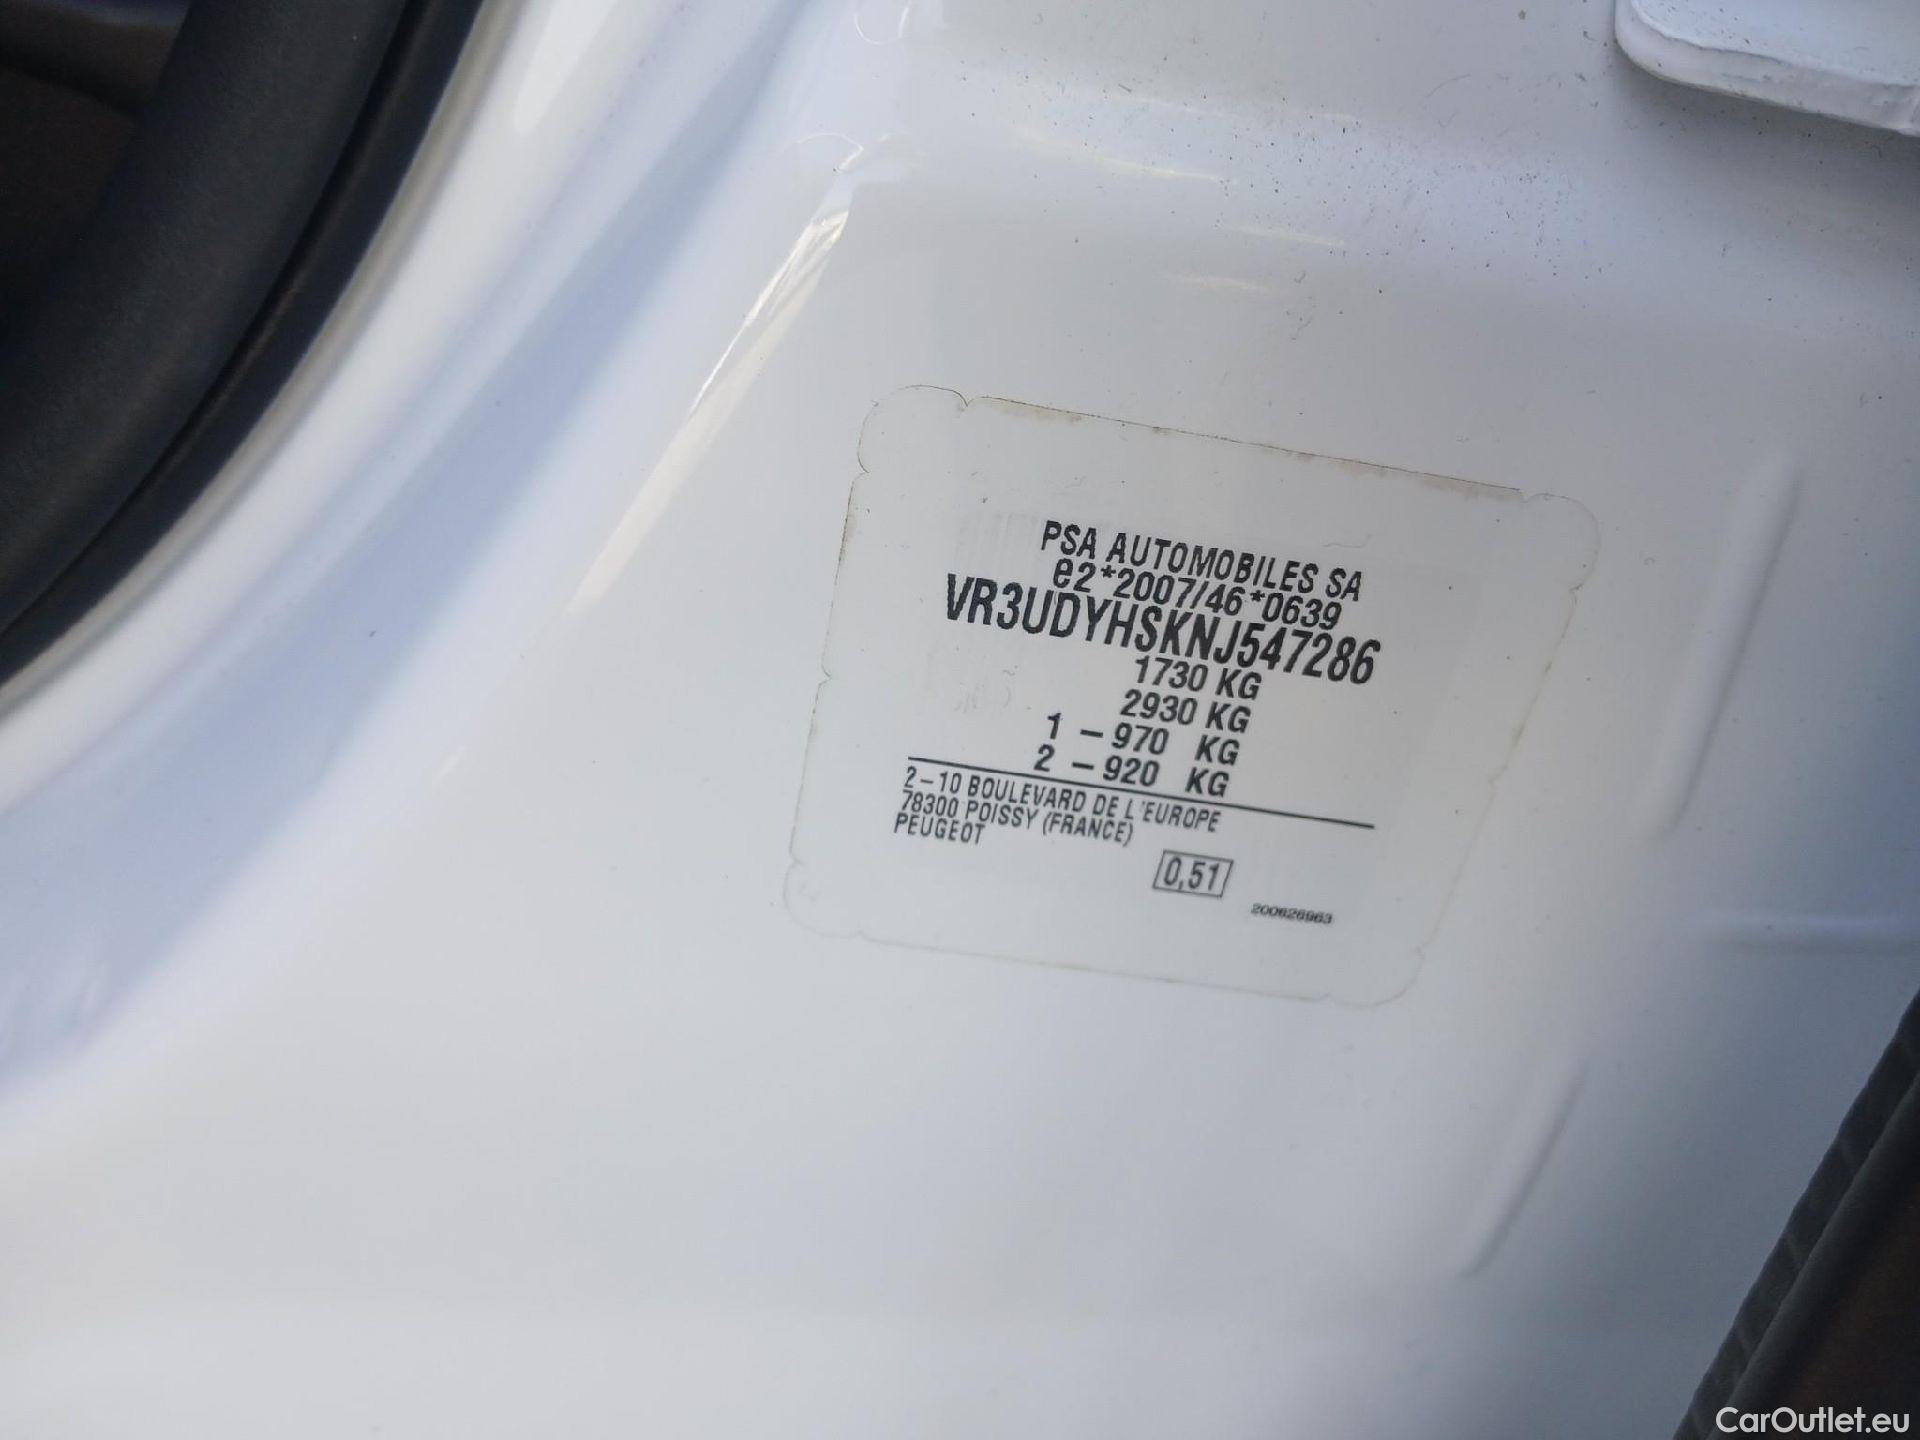 PSA AUTOMOBILES SA
e2*2007/46*0639
VR3UDYHSKNJ547286
1730 KG
2930 KG
1 – 970 KG
2 – 920 KG
2–10 BOULEVARD DE L'EUROPE
78300 POISSY (FRANCE)
PEUGEOT
0,51
200626963
CarOutlet.eu